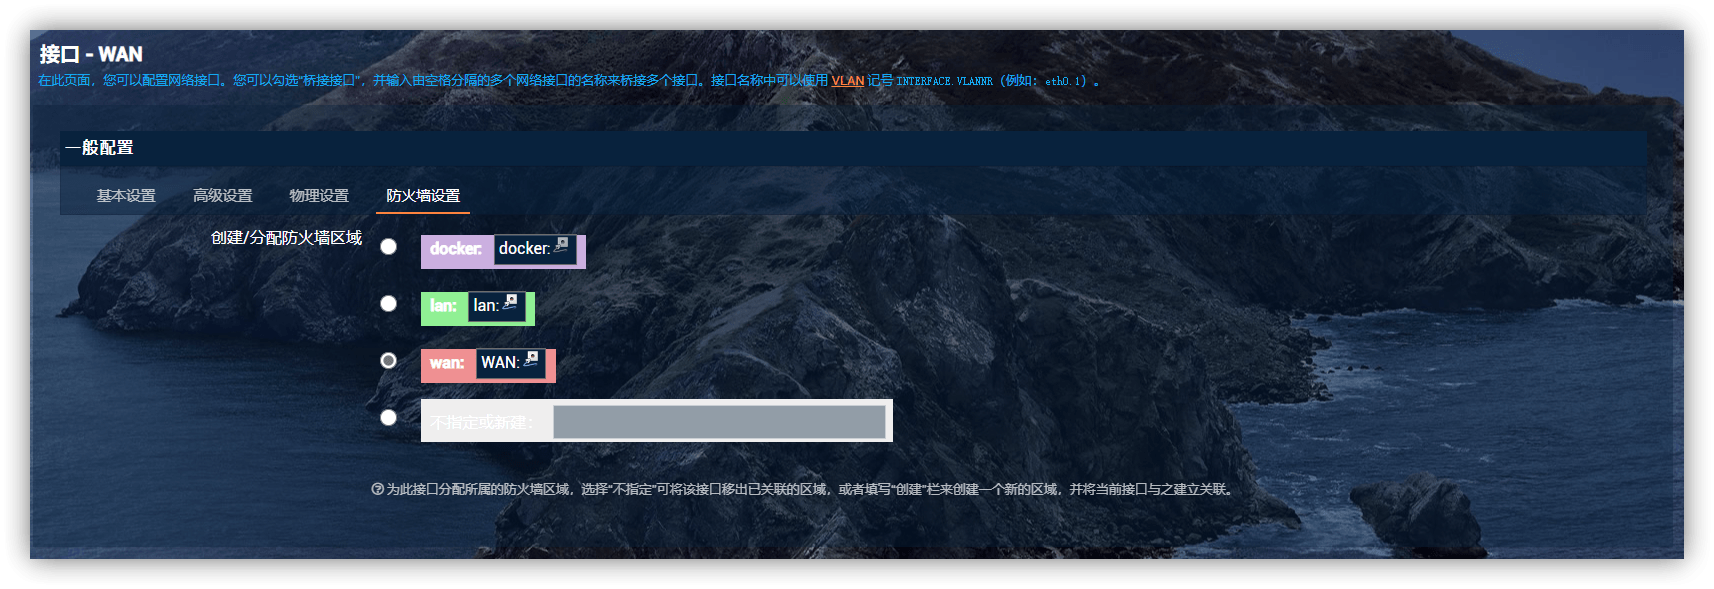 接口 - WAN
在此页面，您可以配置网络接口。您可以勾选“桥接接口”，并输入由空格分隔的多个网络接口的名称来桥接多个接口。接口名称中可以使用 VLAN 记号 INTERFACE.VLANNR（例如：eth0.1）。
一般配置
基本设置 高级设置 物理设置 防火墙设置
创建/分配防火墙区域
docker: docker:
lan: lan:
wan: WAN:
不指定或新建：
为此接口分配所属的防火墙区域，选择“不指定”可将该接口移出已关联的区域，或者填写“创建”栏来创建一个新的区域，并将当前接口与之建立关联。